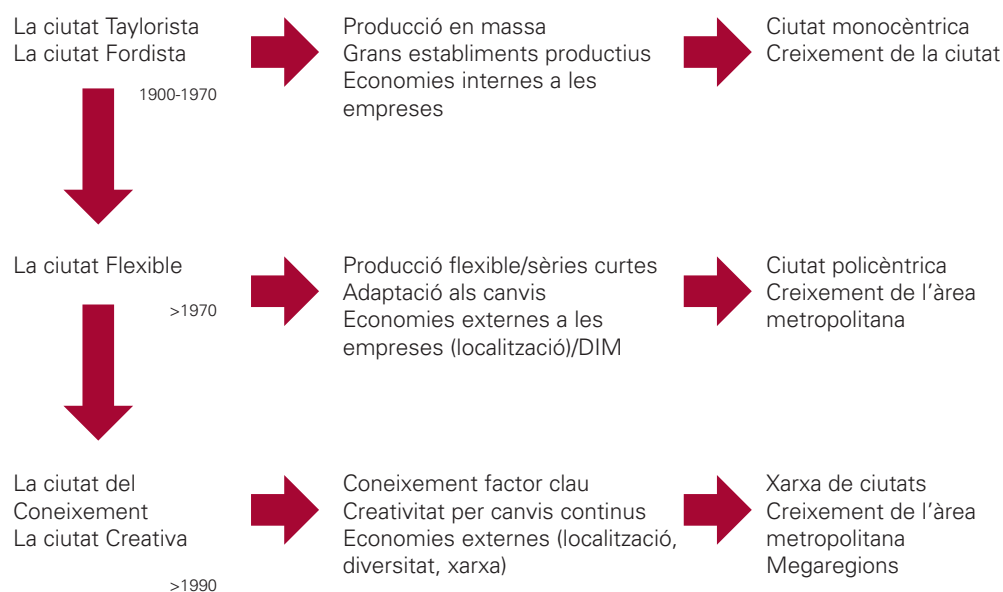 La ciutat Taylorista
La ciutat Fordista
1900-1970
Producció en massa
Grans establiments productius
Economies internes a les
empreses
Ciutat monocèntrica
Creixement de la ciutat
La ciutat Flexible
>1970
Producció flexible/sèries curtes
Adaptació als canvis
Economies externes a les
empreses (localització)/DIM
Ciutat policèntrica
Creixement de l'àrea
metropolitana
La ciutat del
Coneixement
La ciutat Creativa
>1990
Coneixement factor clau
Creativitat per canvis continus
Economies externes (localització,
diversitat, xarxa)
Xarxa de ciutats
Creixement de l'àrea
metropolitana
Megaregions